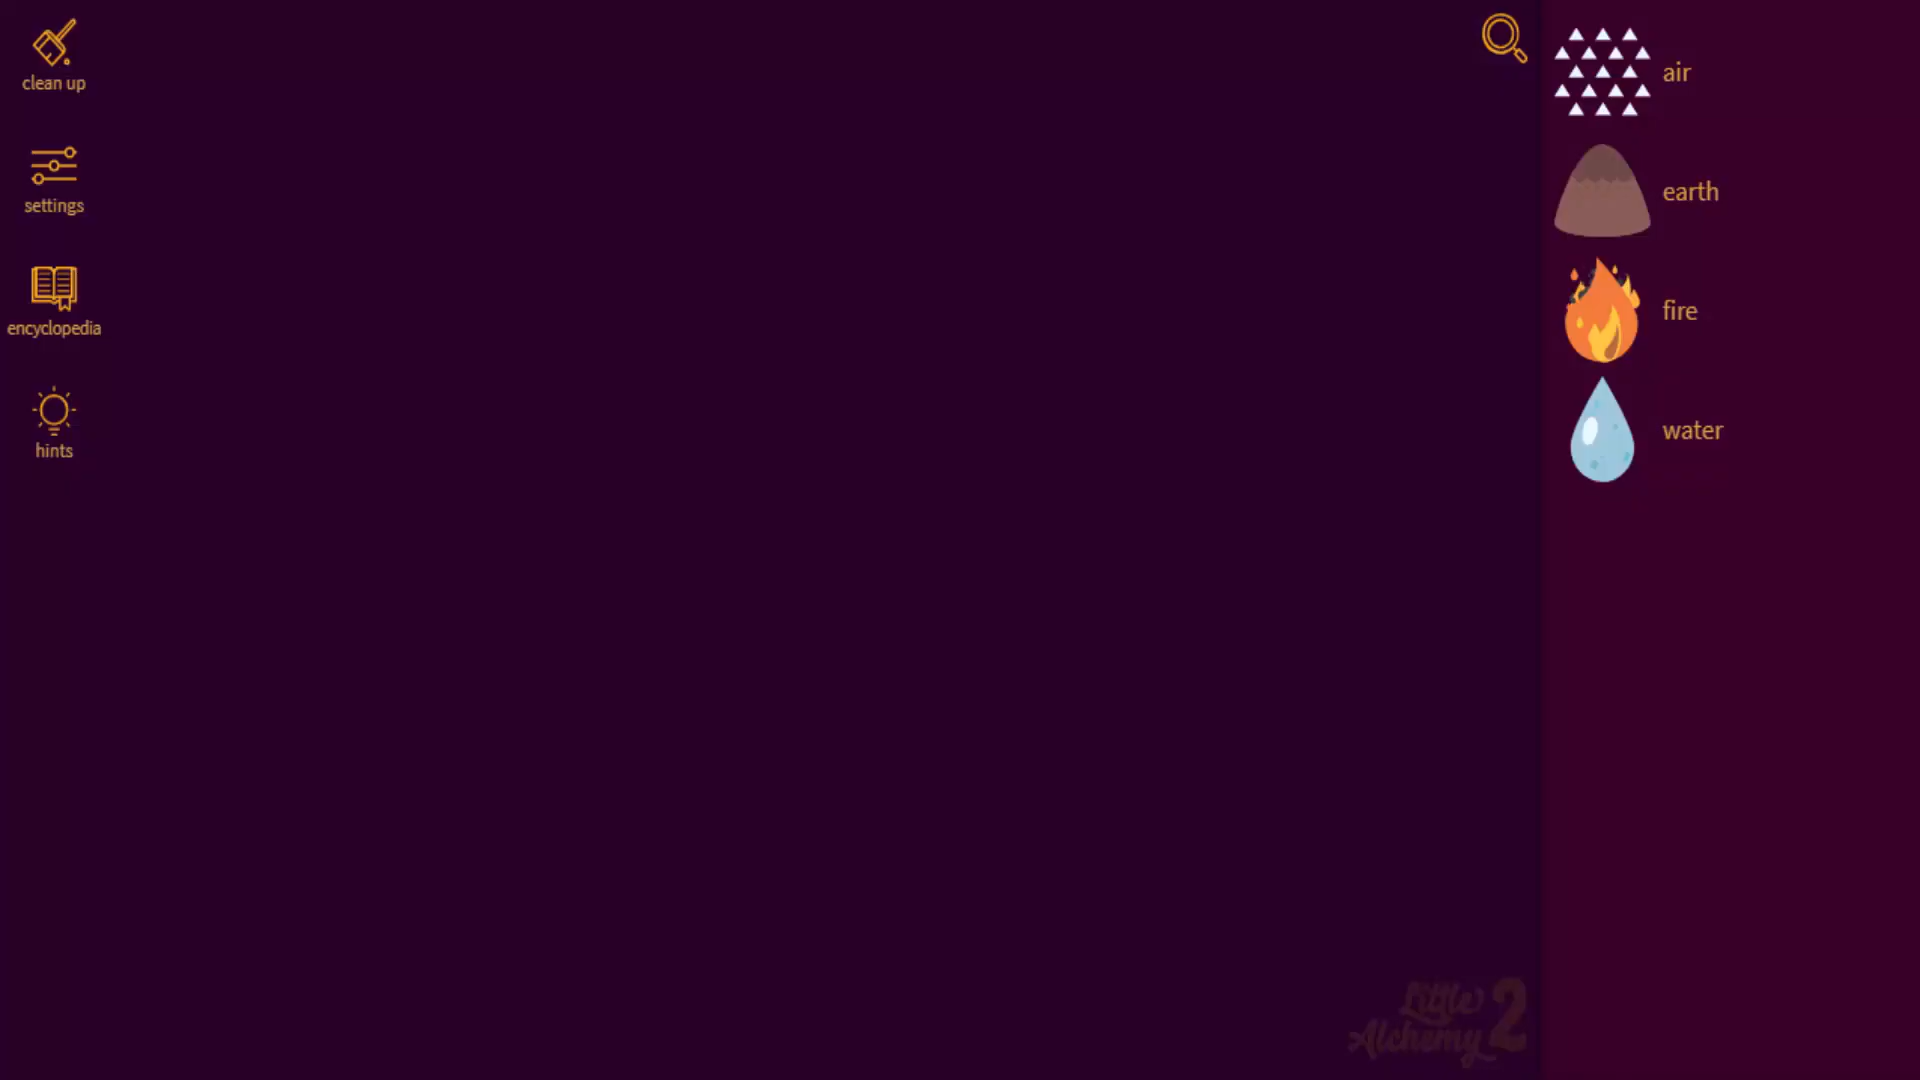 clean up
settings
encyclopedia
hints
air
earth
fire
water
Little
Alchemy 2